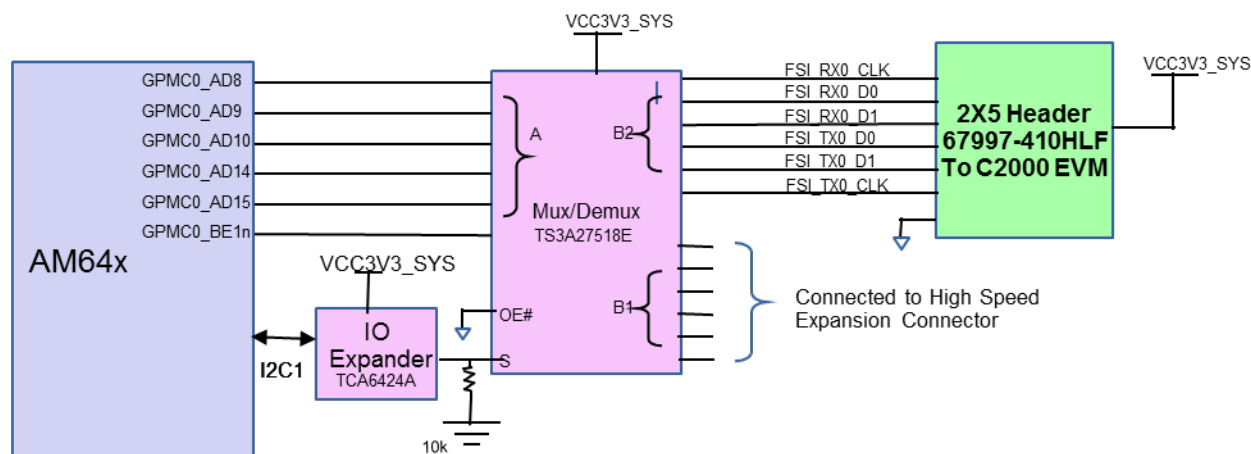 VCC3V3_SYS
GPMC0_AD8
GPMC0_AD9
GPMC0_AD10
GPMC0_AD14
GPMC0_AD15
GPMC0_BE1n
AM64x
VCC3V3_SYS
I2C1
IO
Expander
TCA6424A
10k
A
B2
Mux/Demux
TS3A27518E
OE#
B1
S
FSI_RX0_CLK
FSI_RX0_D0
FSI_RX0_D1
FSI_TX0_D0
FSI_TX0_D1
FSI_TX0_CLK
2X5 Header
67997-410HLF
To C2000 EVM
VCC3V3_SYS
Connected to High Speed
Expansion Connector